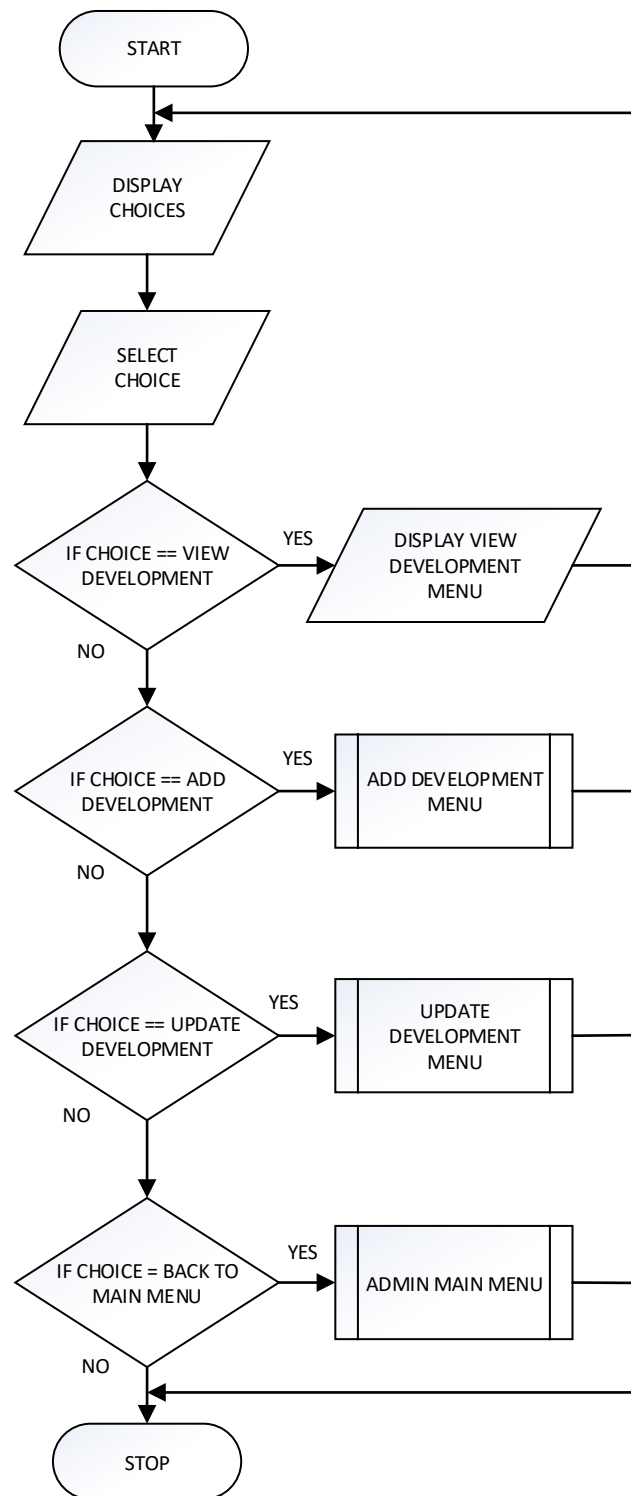 START
DISPLAY
CHOICES
SELECT
CHOICE
IF CHOICE == VIEW
DEVELOPMENT
YES
DISPLAY VIEW
DEVELOPMENT
MENU
NO
IF CHOICE == ADD
DEVELOPMENT
YES
ADD DEVELOPMENT
MENU
NO
IF CHOICE == UPDATE
DEVELOPMENT
YES
UPDATE
DEVELOPMENT
MENU
NO
IF CHOICE = BACK TO
MAIN MENU
YES
ADMIN MAIN MENU
NO
STOP